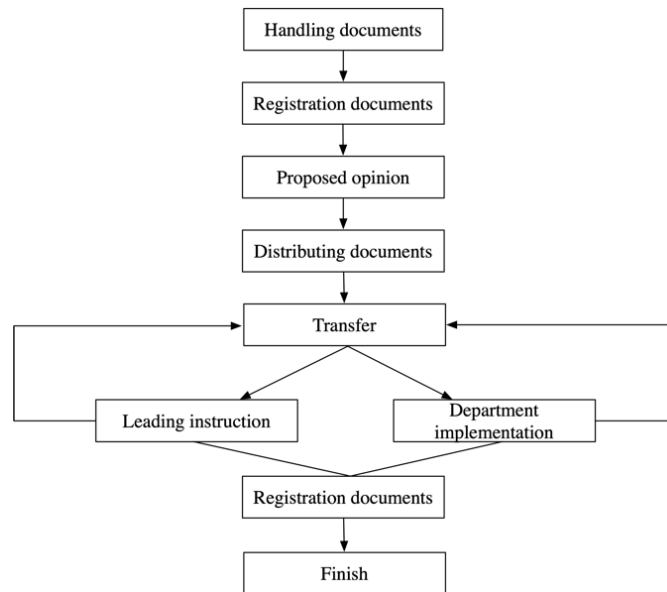 Handling documents
Registration documents
Proposed opinion
Distributing documents
Transfer
Leading instruction
Department
implementation
Registration documents
Finish